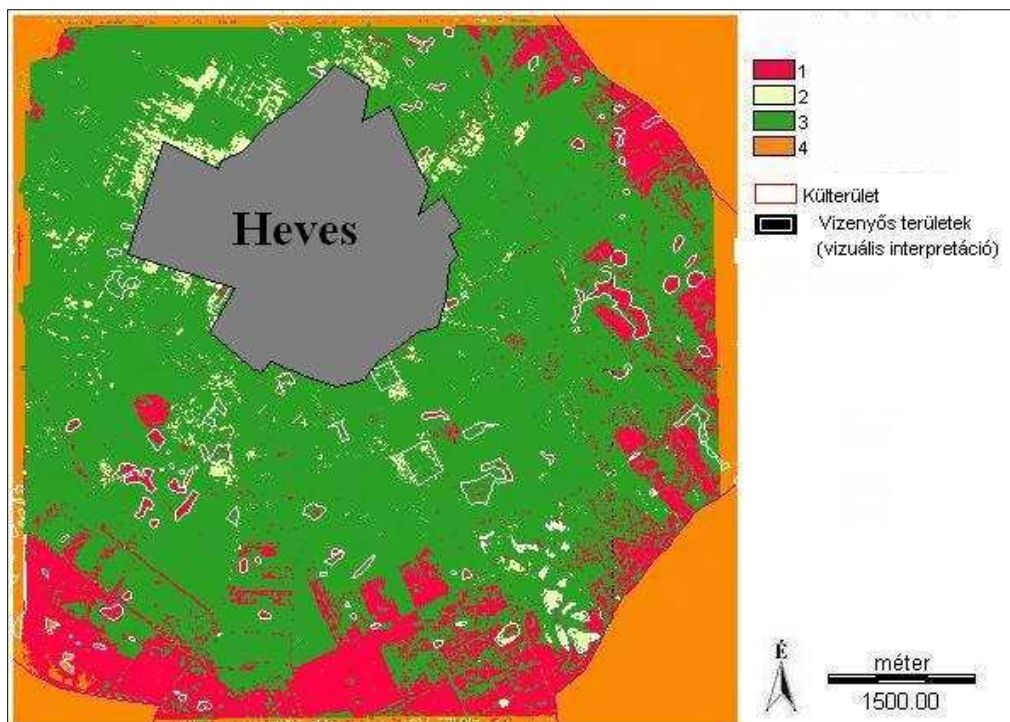 Heves
1
2
3
4
Külterület
Vizenyős területek
(vizuális interpretáció)
É
méter
1500.00